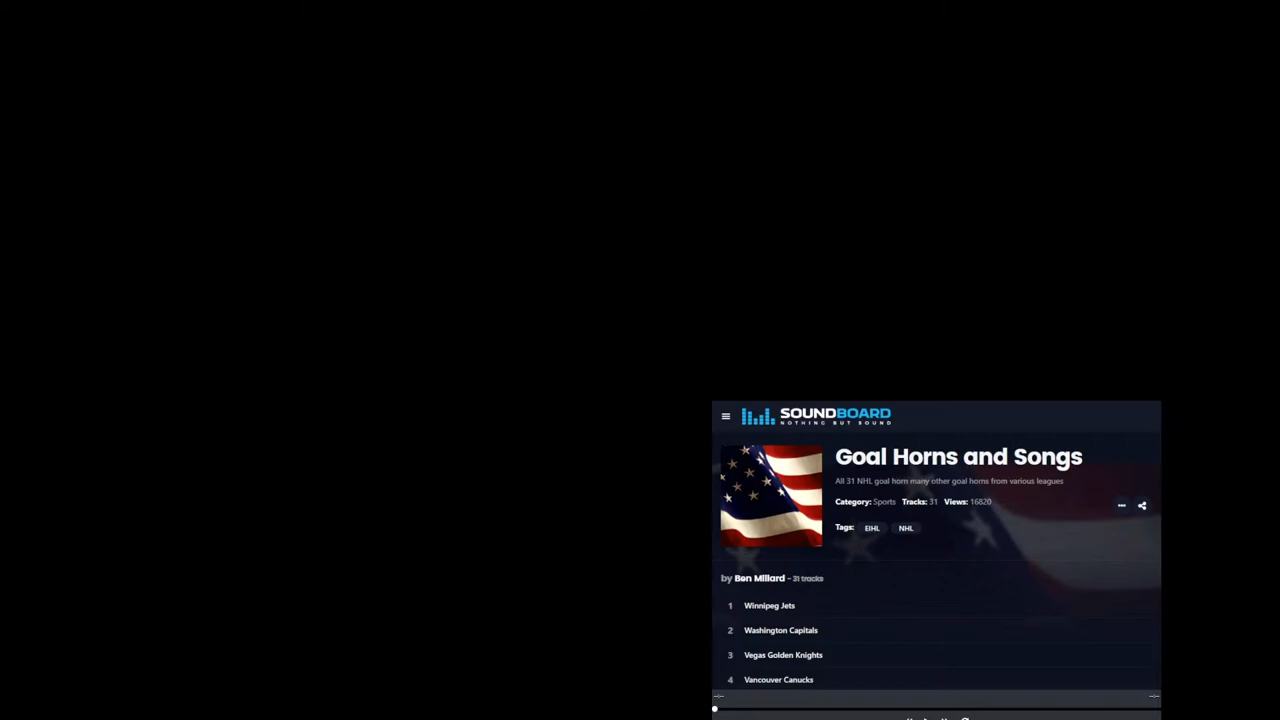 SOUNDBOARD
NOTHING BUT SOUND
Goal Horns and Songs
All 31 NHL goal horn many other goal horns from various leagues
Category: Sports Tracks: 31 Views: 16820
Tags: EIHL NHL
by Ben Millard - 31 tracks
1 Winnipeg Jets
2 Washington Capitals
3 Vegas Golden Knights
4 Vancouver Canucks